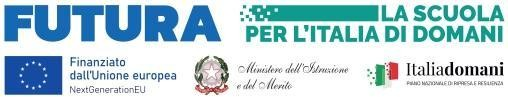 FUTURA
LA SCUOLA
PER L'ITALIA DI DOMANI
Finanziato
dall'Unione europea
NextGenerationEU
Ministero dell'Istruzione
e del Merito
Italiadomani
PIANO NAZIONALE DI RIPRESA E RESILIENZA